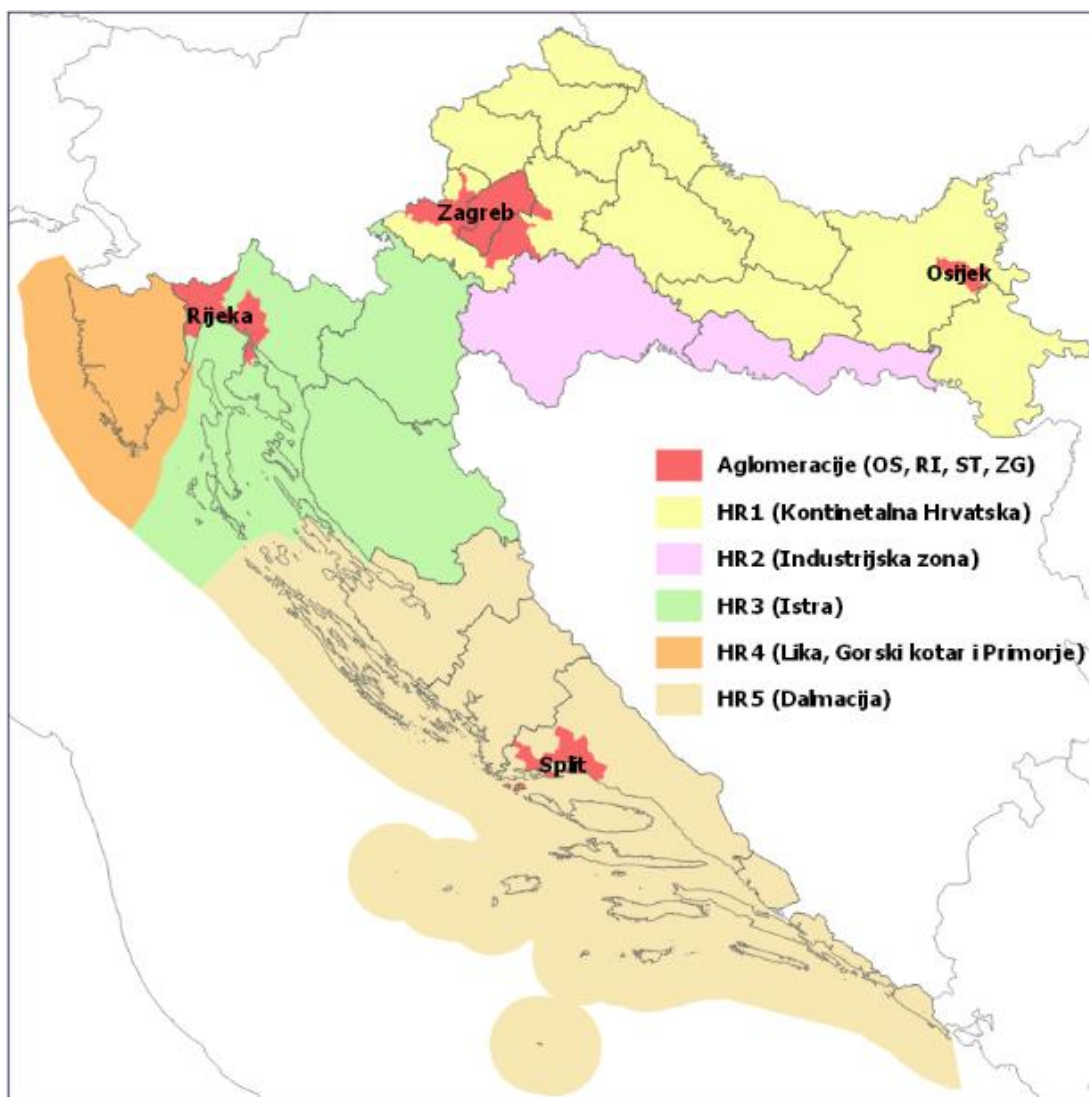 Zagreb
Osijek
Rijeka
Aglomeracije (OS, RI, ST, ZG)
HR1 (Kontinetalna Hrvatska)
HR2 (Industrijska zona)
HR3 (Istra)
HR4 (Lika, Gorski kotar i Primorje)
HR5 (Dalmacija)
Split